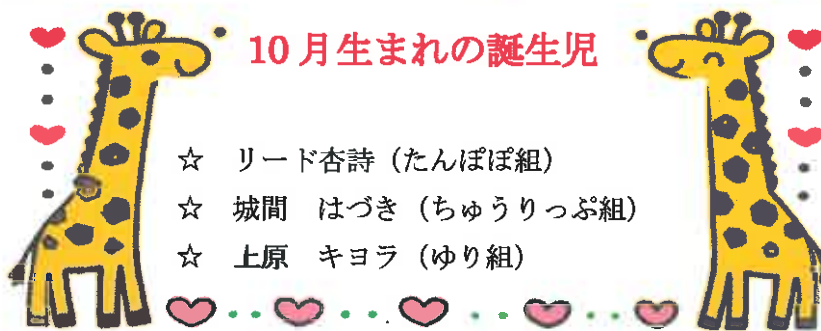 10月生まれの誕生児
☆ リード杏詩（たんぽぽ組）
☆ 城間　はづき（ちゅうりっぷ組）
☆ 上原　キヨラ（ゆり組）